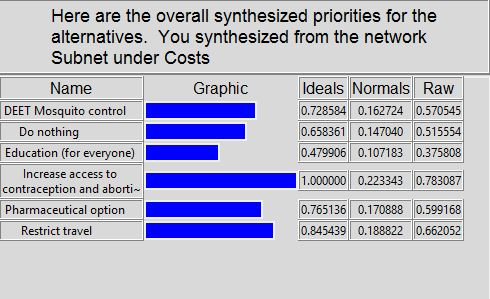 Here are the overall synthesized priorities for the
alternatives. You synthesized from the network
Subnet under Costs
Name Graphic Ideals Normals Raw
DEET Mosquito control 0.728584 0.162724 0.570545
Do nothing 0.658361 0.147040 0.515554
Education (for everyone) 0.479906 0.107183 0.375808
Increase access to
contraception and aborti~ 1.000000 0.223343 0.783087
Pharmaceutical option 0.765136 0.170888 0.599168
Restrict travel 0.845439 0.188822 0.662052